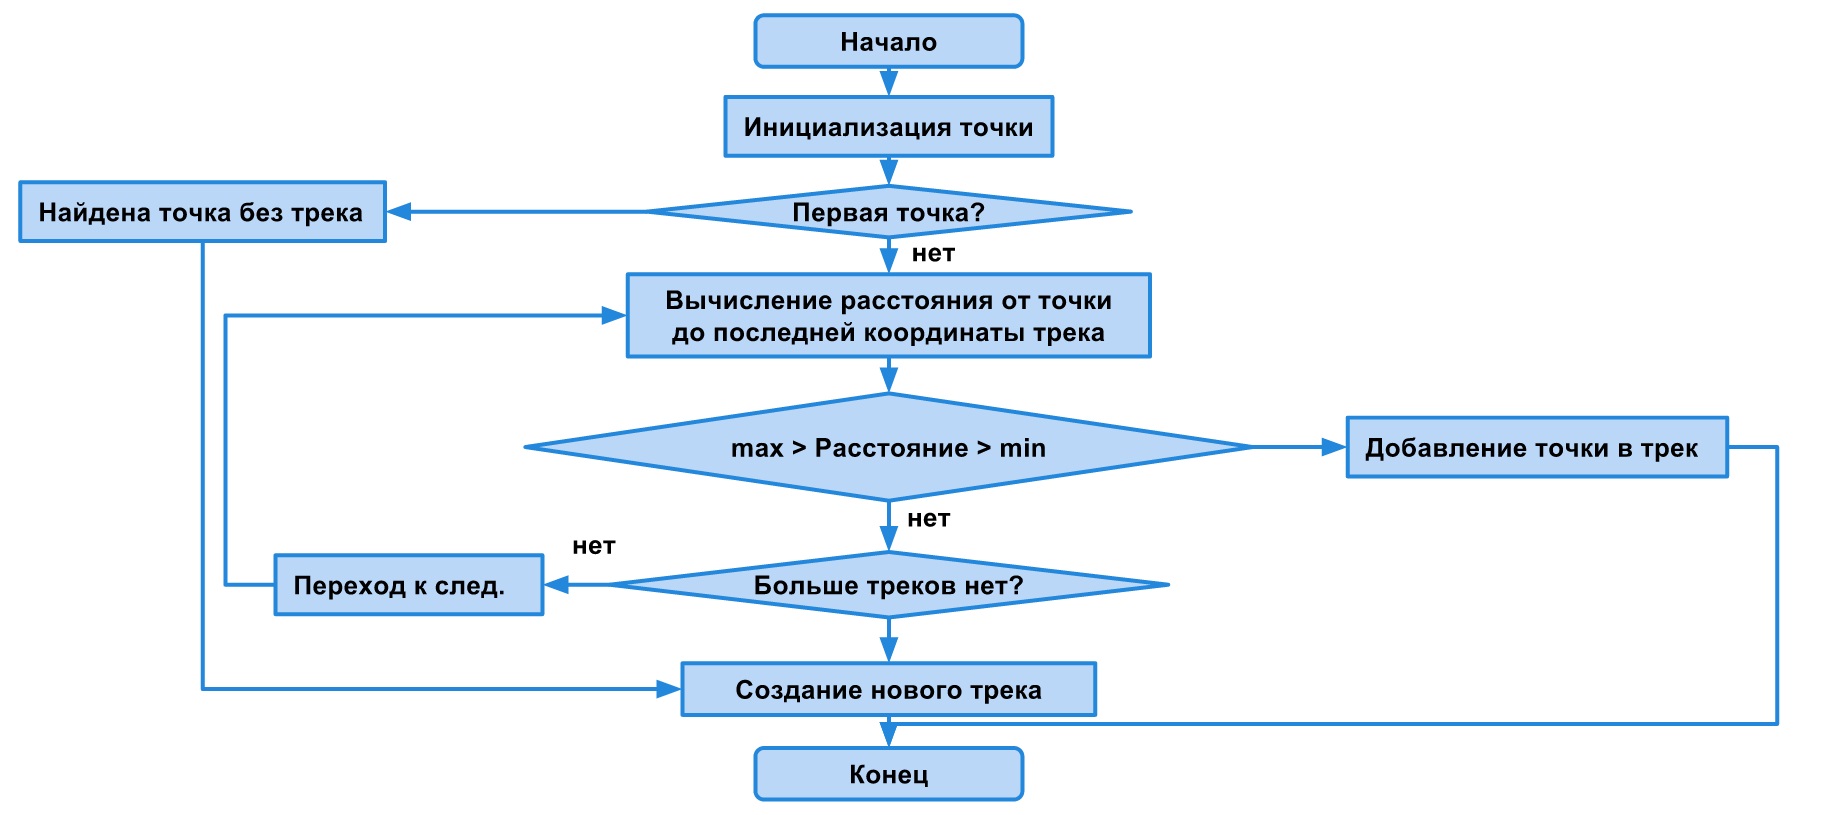 Начало
Инициализация точки
Найдена точка без трека
Первая точка?
нет
Вычисление расстояния от точки
до последней координаты трека
max > Расстояние > min
Добавление точки в трек
нет
нет
Переход к след.
Больше треков нет?
Создание нового трека
Конец